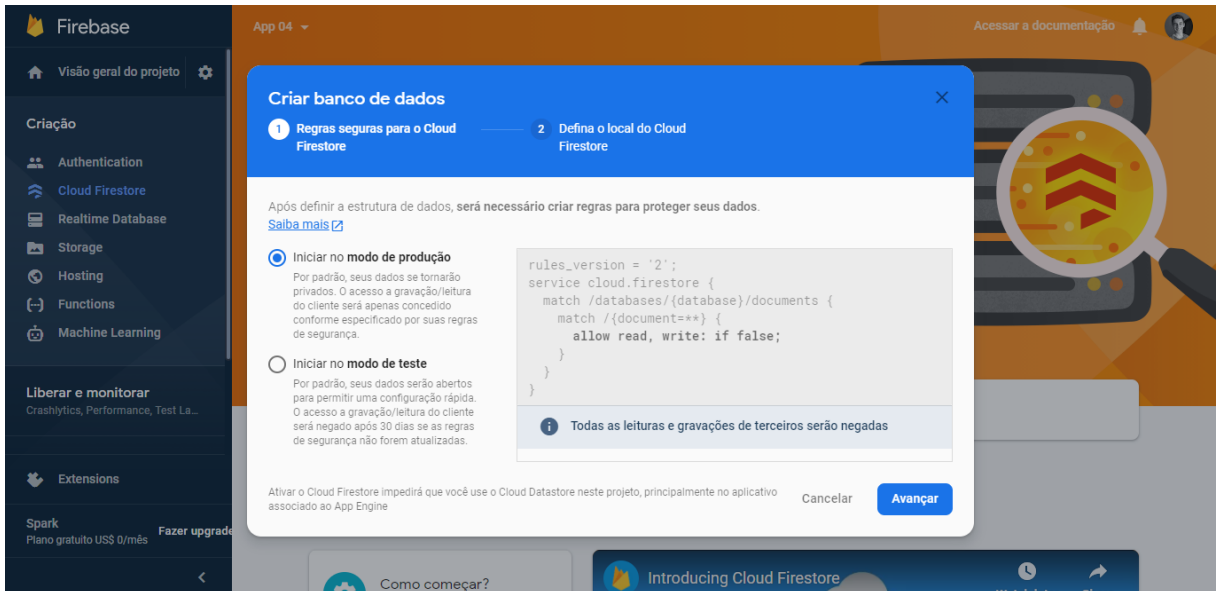 Firebase
App 04
Acessar a documentação
Visão geral do projeto
Criação
Authentication
Cloud Firestore
Realtime Database
Storage
Hosting
Functions
Machine Learning
Liberar e monitorar
Crashlytics, Performance, Test La...
Extensions
Spark
Plano gratuito US$ 0/mês
Fazer upgrade
Criar banco de dados
1 Regras seguras para o Cloud
Firestore
2 Defina o local do Cloud
Firestore
Após definir a estrutura de dados, será necessário criar regras para proteger seus dados.
Saiba mais
Iniciar no modo de produção
Por padrão, seus dados se tornarão
privados. O acesso a gravação/leitura
do cliente será apenas concedido
conforme especificado por suas regras
de segurança.
Iniciar no modo de teste
Por padrão, seus dados serão abertos
para permitir uma configuração rápida.
O acesso a gravação/leitura do cliente
será negado após 30 dias se as regras
de segurança não forem atualizadas.
rules_version = '2';
service cloud.firestore {
match /databases/{database}/documents {
match /{document=**} {
allow read, write: if false;
}
}
}
Todas as leituras e gravações de terceiros serão negadas
Ativar o Cloud Firestore impedirá que você use o Cloud Datastore neste projeto, principalmente no aplicativo
associado ao App Engine
Cancelar
Avançar
Como começar?
Introducing Cloud Firestore